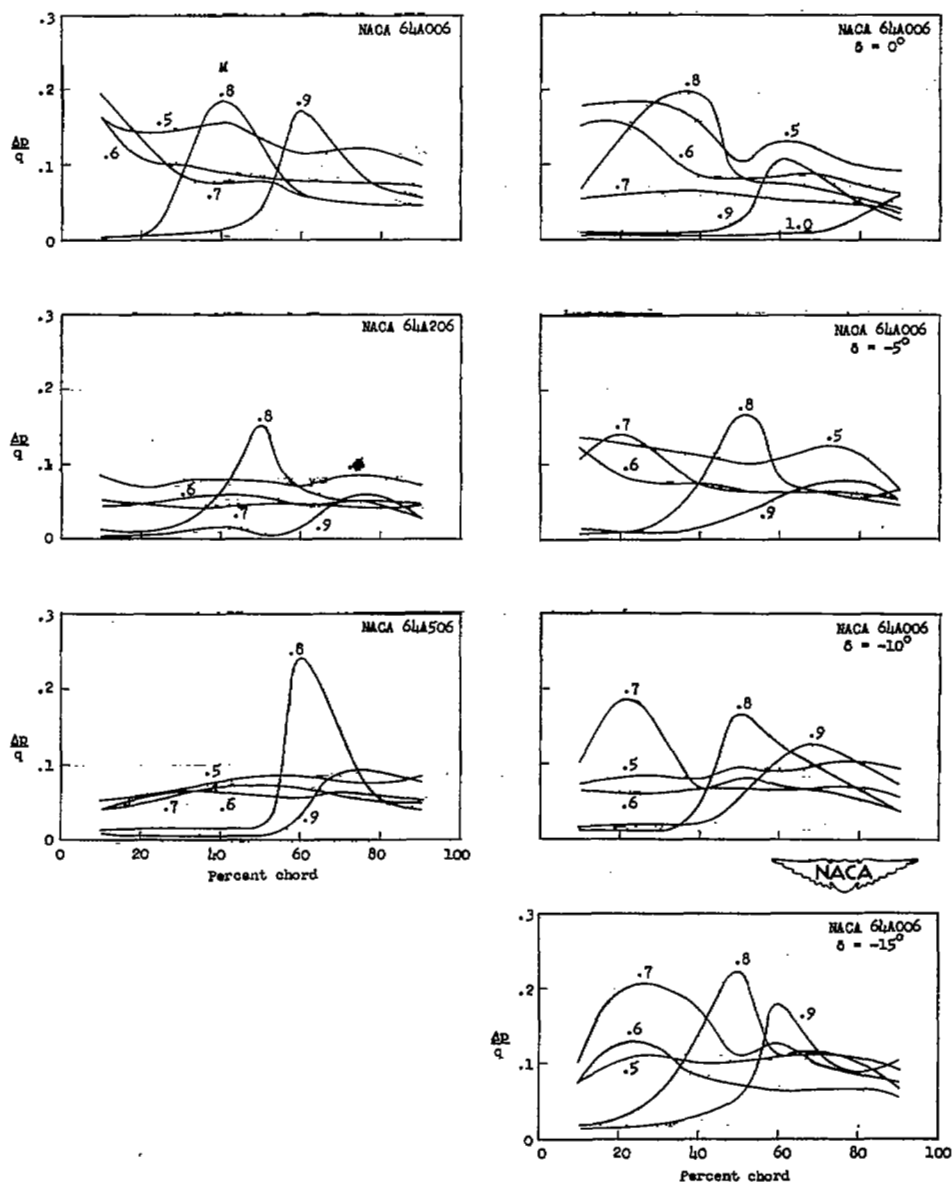 NACA 64A006
M
.3
.2
.1
0
Δp
q
.5
.6
.7
.8
.9
NACA 64A006
δ = 0°
.5
.6
.7
.8
.9
1.0
NACA 64A206
.3
.2
.1
0
Δp
q
.6
.7
.8
.9
NACA 64A006
δ = -5°
.5
.6
.7
.8
.9
NACA 64A506
.3
.2
.1
0
Δp
q
.5
.6
.7
.8
.9
0 20 40 60 80 100
Percent chord
NACA 64A006
δ = -10°
.5
.6
.7
.8
.9
NACA
NACA 64A006
δ = -15°
.3
.2
.1
0
Δp
q
.5
.6
.7
.8
.9
0 20 40 60 80 100
Percent chord